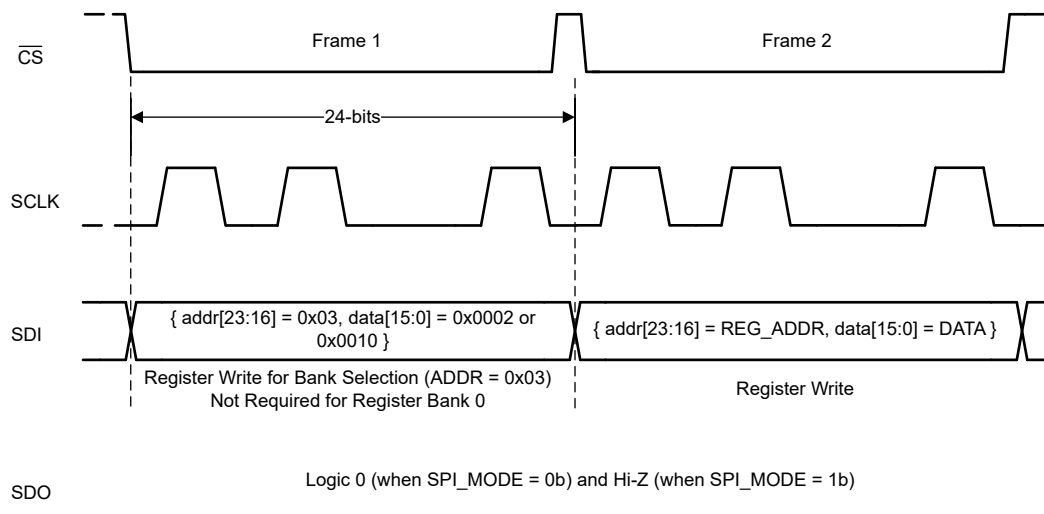 CS
Frame 1
Frame 2
24-bits
SCLK
SDI
{ addr[23:16] = 0x03, data[15:0] = 0x0002 or
0x0010 }
{ addr[23:16] = REG_ADDR, data[15:0] = DATA }
Register Write for Bank Selection (ADDR = 0x03)
Not Required for Register Bank 0
Register Write
SDO
Logic 0 (when SPI_MODE = 0b) and Hi-Z (when SPI_MODE = 1b)